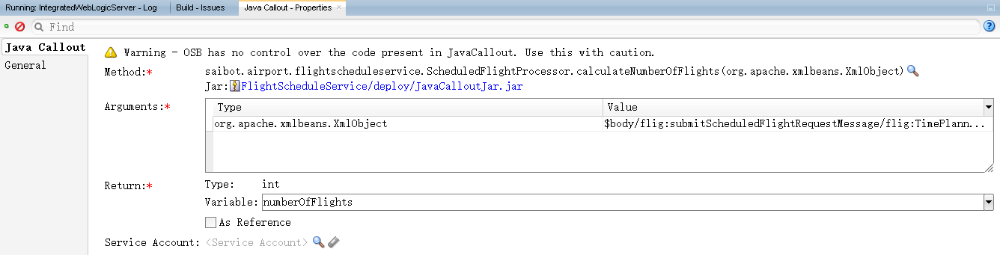 Running: IntegratedWebLogicServer - Log Build - Issues Java Callout - Properties
Find
Java Callout
General
Warning - OSB has no control over the code present in JavaCallout. Use this with caution.
Method:* saibot.airport.flightscheduleservice.ScheduledFlightProcessor.calculateNumberOfFlights(org.apache.xmlbeans.XmlObject)
Jar: FlightScheduleService/deploy/JavaCalloutJar.jar
Arguments:* Type Value
org.apache.xmlbeans.XmlObject $body/flig:submitScheduledFlightRequestMessage/flig:TimePlann...
Return:* Type: int
Variable: numberOfFlights
As Reference
Service Account: <Service Account>